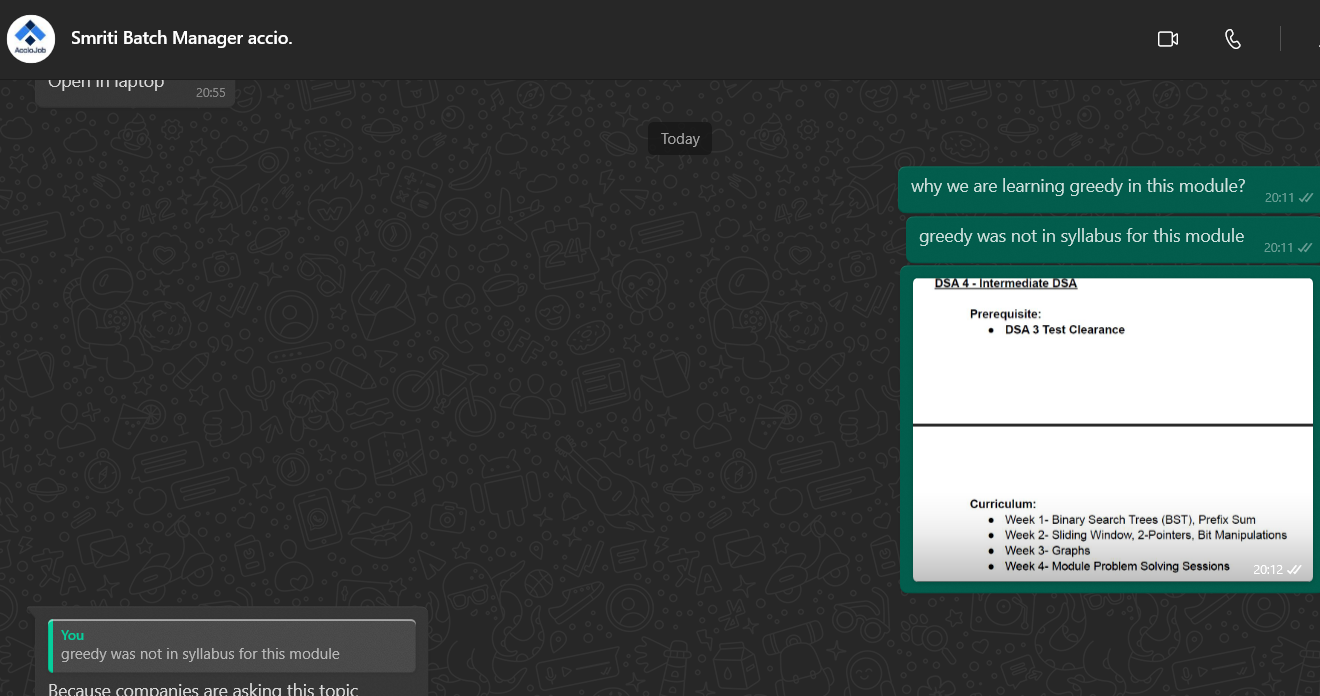 AccioJob
Smriti Batch Manager accio.
Open in laptop
20:55
Today
why we are learning greedy in this module?
20:11
greedy was not in syllabus for this module
20:11
DSA 4 - Intermediate DSA
Prerequisite:
● DSA 3 Test Clearance
Curriculum:
● Week 1- Binary Search Trees (BST), Prefix Sum
● Week 2- Sliding Window, 2-Pointers, Bit Manipulations
● Week 3- Graphs
● Week 4- Module Problem Solving Sessions
20:12
You
greedy was not in syllabus for this module
Because companies are asking this topic